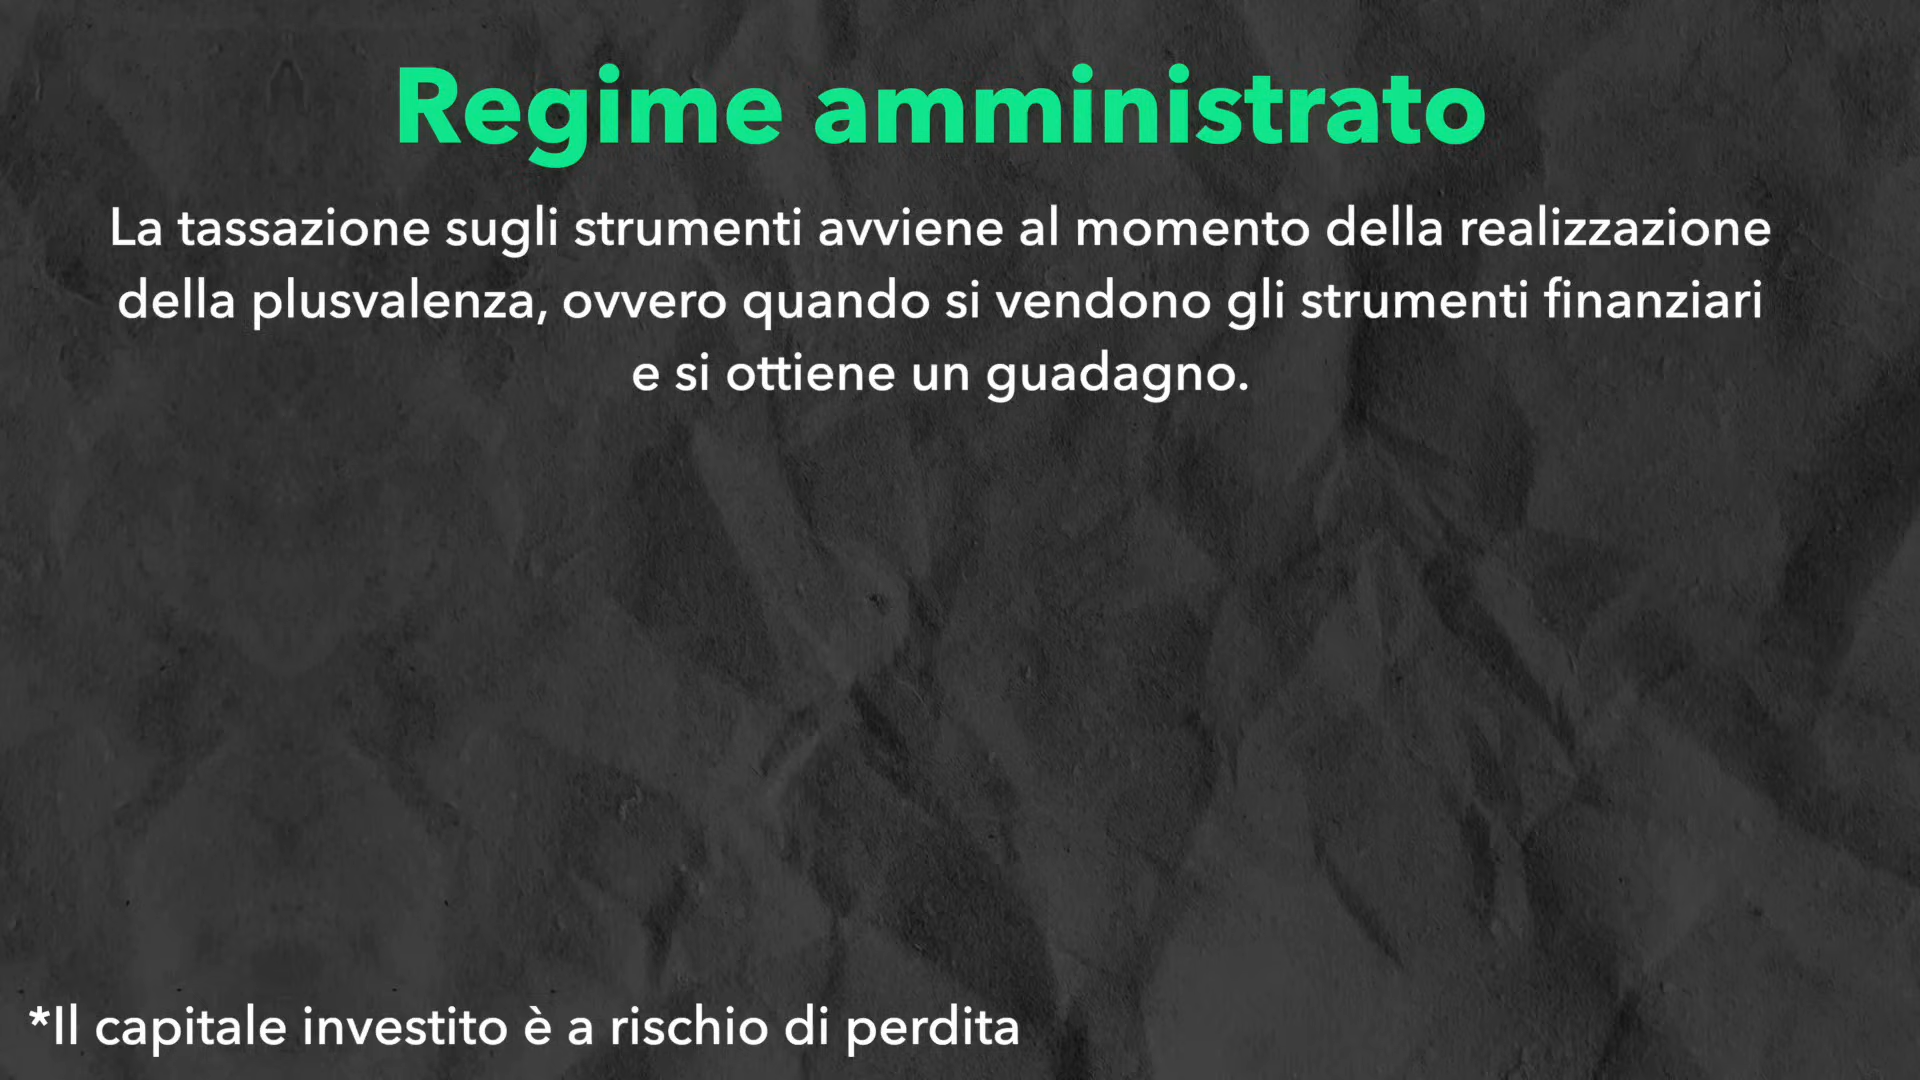 Regime amministrato
La tassazione sugli strumenti avviene al momento della realizzazione
della plusvalenza, ovvero quando si vendono gli strumenti finanziari
e si ottiene un guadagno.
*Il capitale investito è a rischio di perdita